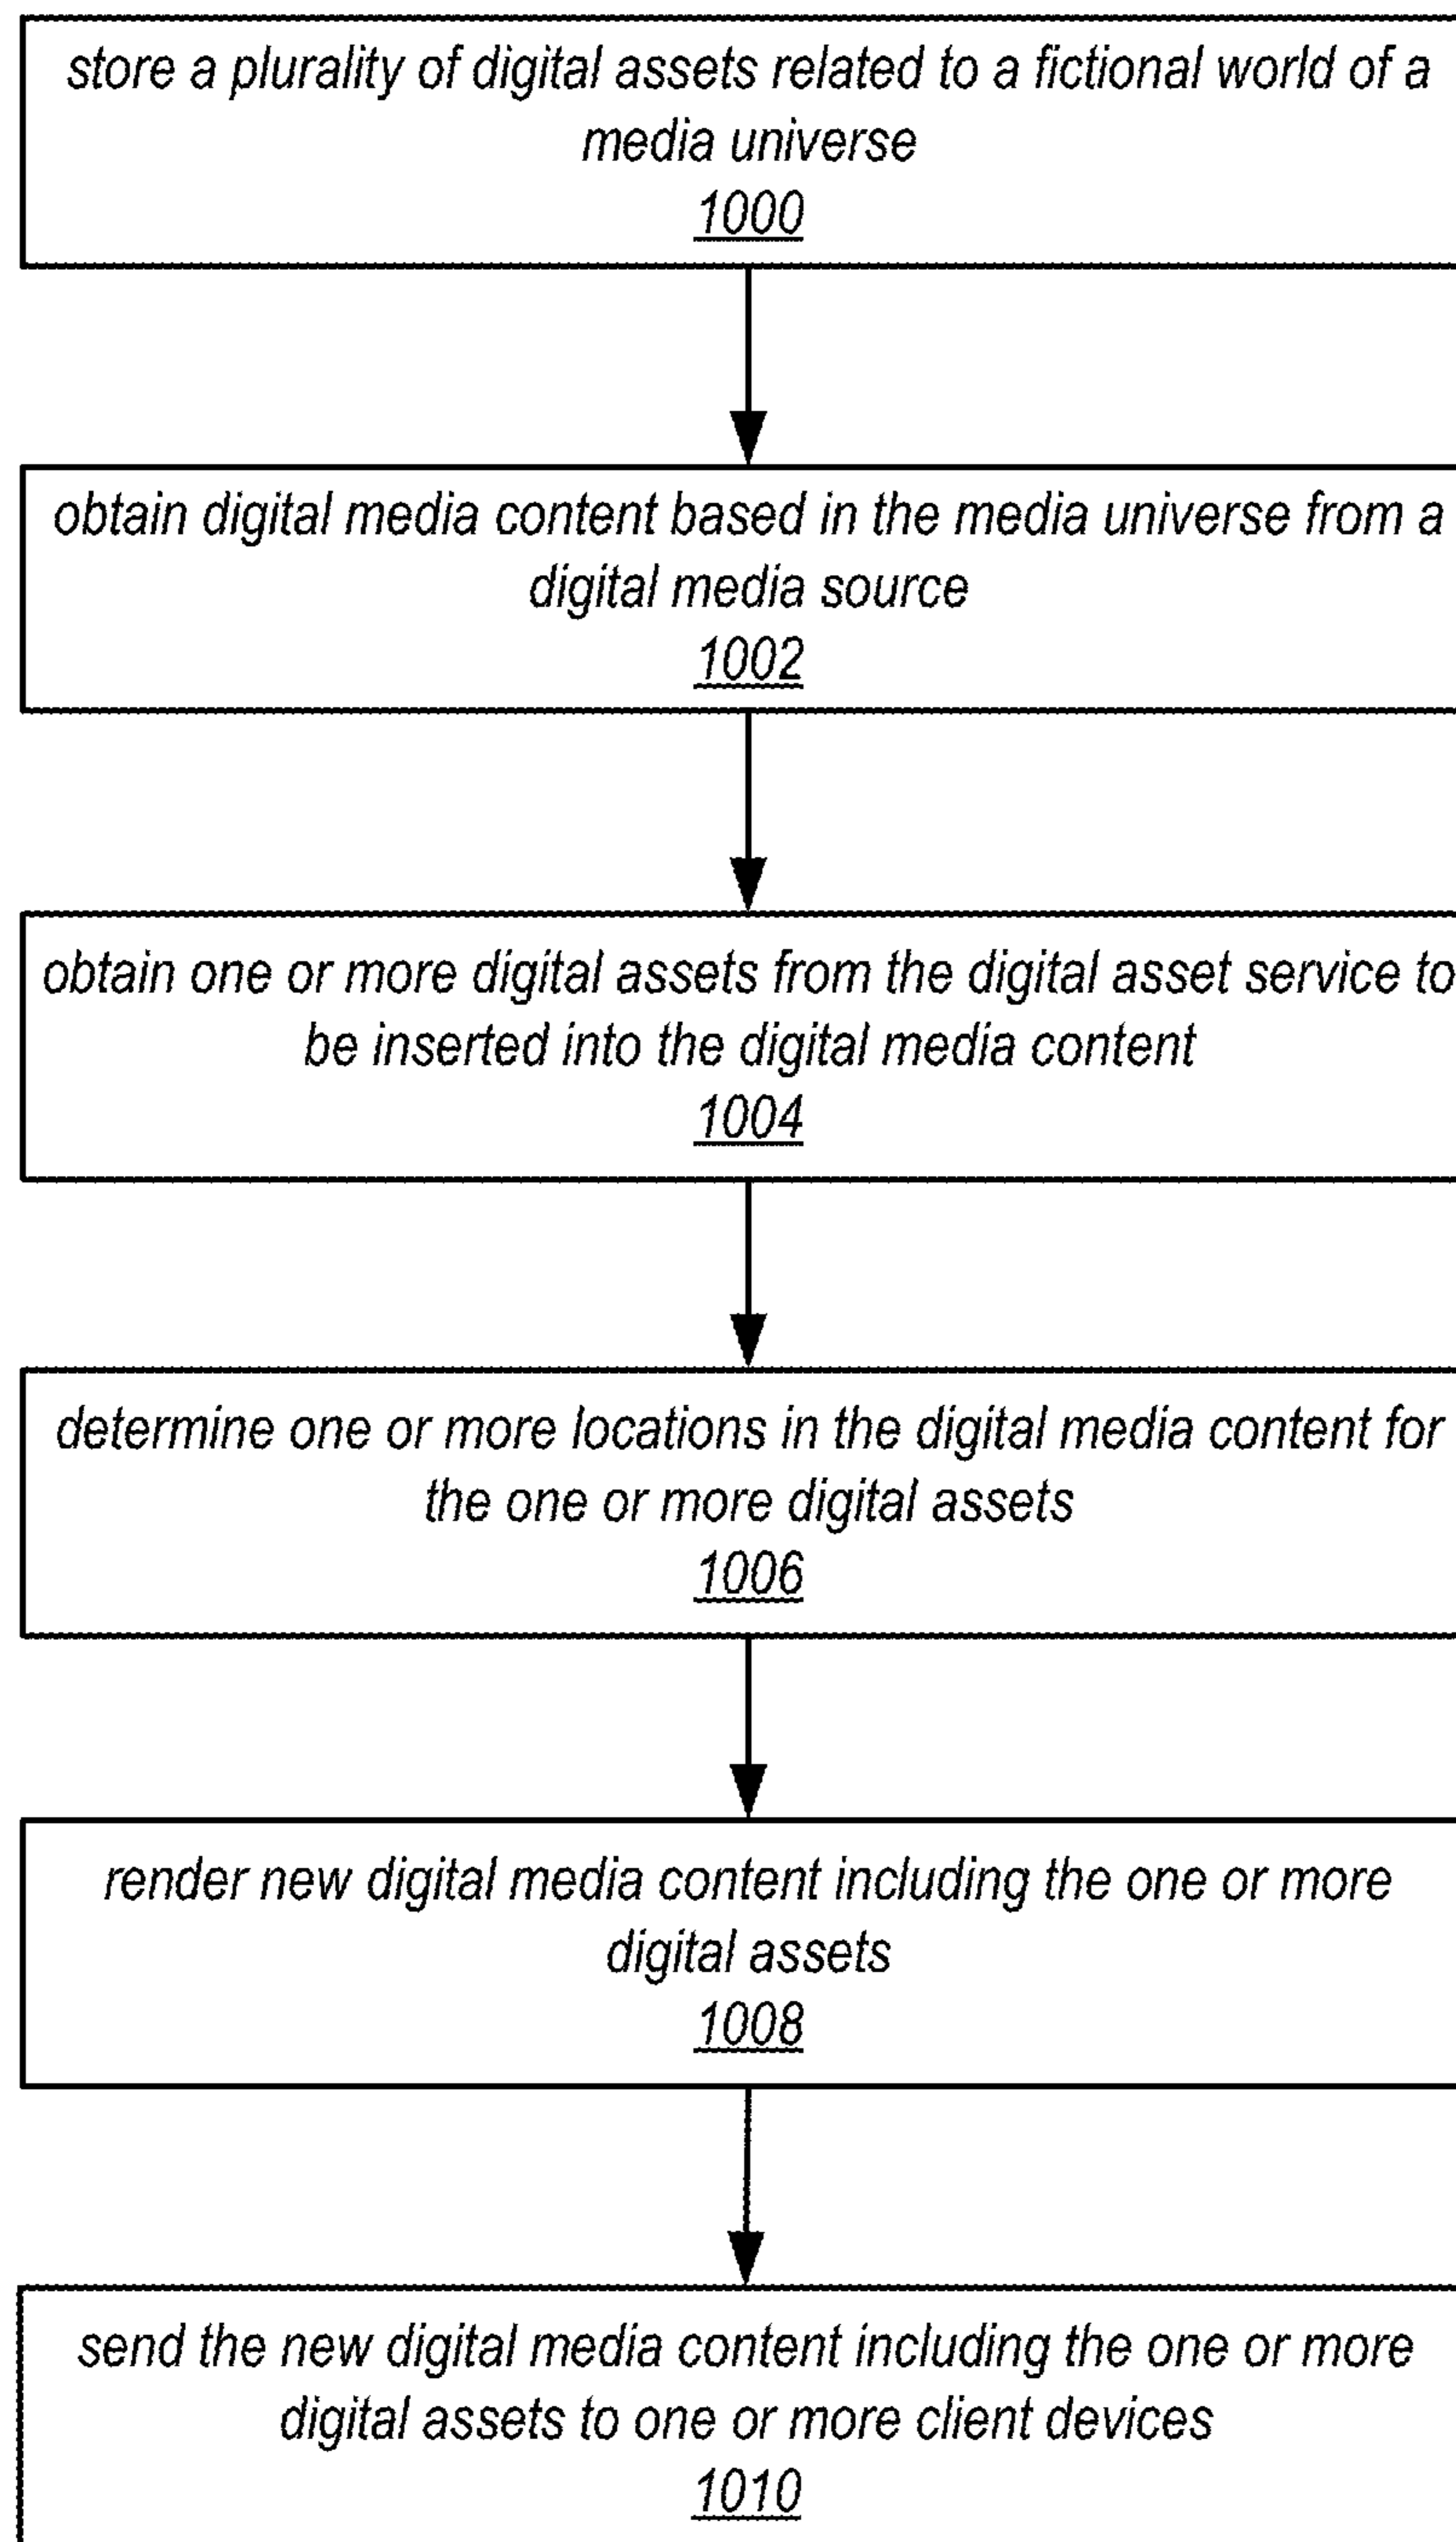 store a plurality of digital assets related to a fictional world of a
media universe
1000
obtain digital media content based in the media universe from a
digital media source
1002
obtain one or more digital assets from the digital asset service to
be inserted into the digital media content
1004
determine one or more locations in the digital media content for
the one or more digital assets
1006
render new digital media content including the one or more
digital assets
1008
send the new digital media content including the one or more
digital assets to one or more client devices
1010